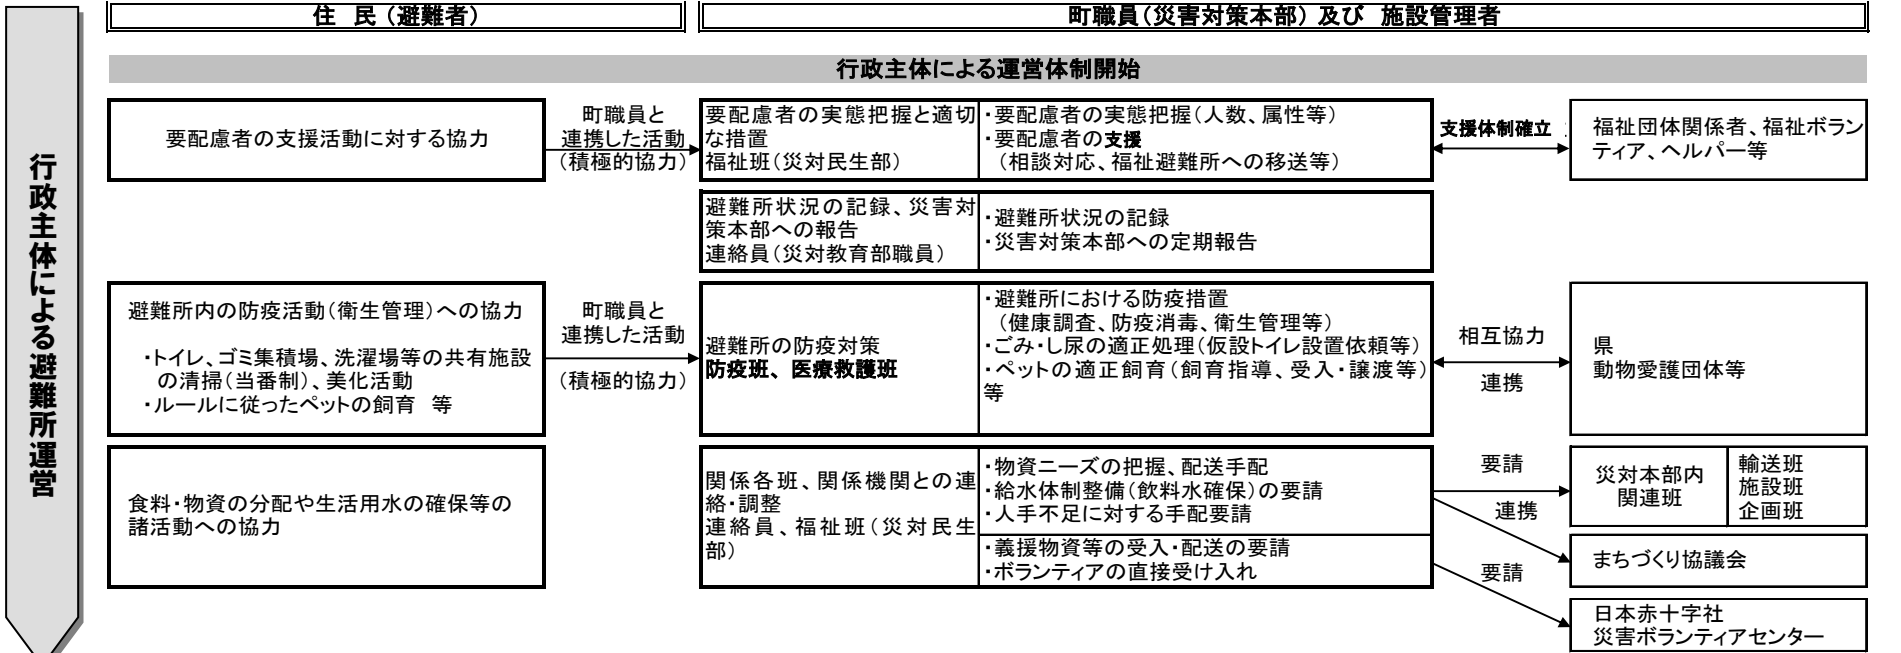 住 民（避難者）
町職員（災害対策本部）及び 施設管理者
行政主体による運営体制開始
行政主体による避難所運営
要配慮者の支援活動に対する協力
町職員と
連携した活動
（積極的協力）
要配慮者の実態把握と適切
な措置
福祉班（災対民生部）
・要配慮者の実態把握（人数、属性等）
・要配慮者の支援
（相談対応、福祉避難所への移送等）
支援体制確立
福祉団体関係者、福祉ボラン
ティア、ヘルパー等
避難所状況の記録、災害対
策本部への報告
連絡員（災対教育部職員）
・避難所状況の記録
・災害対策本部への定期報告
避難所内の防疫活動（衛生管理）への協力
・トイレ、ゴミ集積場、洗濯場等の共有施設
の清掃（当番制）、美化活動
・ルールに従ったペットの飼育 等
町職員と
連携した活動
（積極的協力）
避難所の防疫対策
防疫班、医療救護班
・避難所における防疫措置
（健康調査、防疫消毒、衛生管理等）
・ごみ・し尿の適正処理（仮設トイレ設置依頼等）
・ペットの適正飼育（飼育指導、受入・譲渡等）
等
相互協力
連携
県
動物愛護団体等
食料・物資の分配や生活用水の確保等の
諸活動への協力
関係各班、関係機関との連
絡・調整
連絡員、福祉班（災対民生
部）
・物資ニーズの把握、配送手配
・給水体制整備（飲料水確保）の要請
・人手不足に対する手配要請
・義援物資等の受入・配送の要請
・ボランティアの直接受け入れ
要請
連携
要請
災対本部内
関連班
輸送班
施設班
企画班
まちづくり協議会
日本赤十字社
災害ボランティアセンター